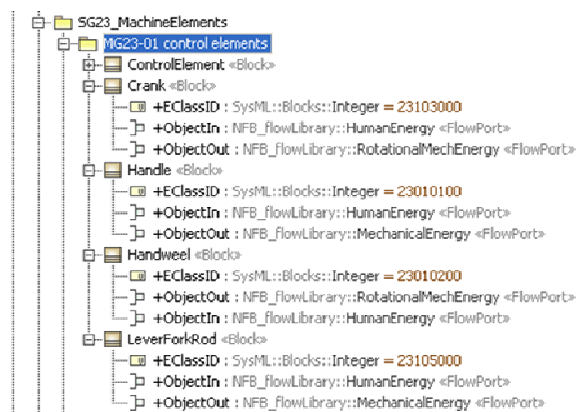 SG23_MachineElements
MG23-01 control elements
ControlElement «Block»
Crank «Block»
+EClassID : SysML::Blocks::Integer = 23103000
+ObjectIn : NFB_flowLibrary::HumanEnergy «FlowPort»
+ObjectOut : NFB_flowLibrary::RotationalMechEnergy «FlowPort»
Handle «Block»
+EClassID : SysML::Blocks::Integer = 23010100
+ObjectIn : NFB_flowLibrary::HumanEnergy «FlowPort»
+ObjectOut : NFB_flowLibrary::MechanicalEnergy «FlowPort»
Handweel «Block»
+EClassID : SysML::Blocks::Integer = 23010200
+ObjectOut : NFB_flowLibrary::RotationalMechEnergy «FlowPort»
+ObjectIn : NFB_flowLibrary::HumanEnergy «FlowPort»
LeverForkRod «Block»
+EClassID : SysML::Blocks::Integer = 23105000
+ObjectIn : NFB_flowLibrary::HumanEnergy «FlowPort»
+ObjectOut : NFB_flowLibrary::MechanicalEnergy «FlowPort»